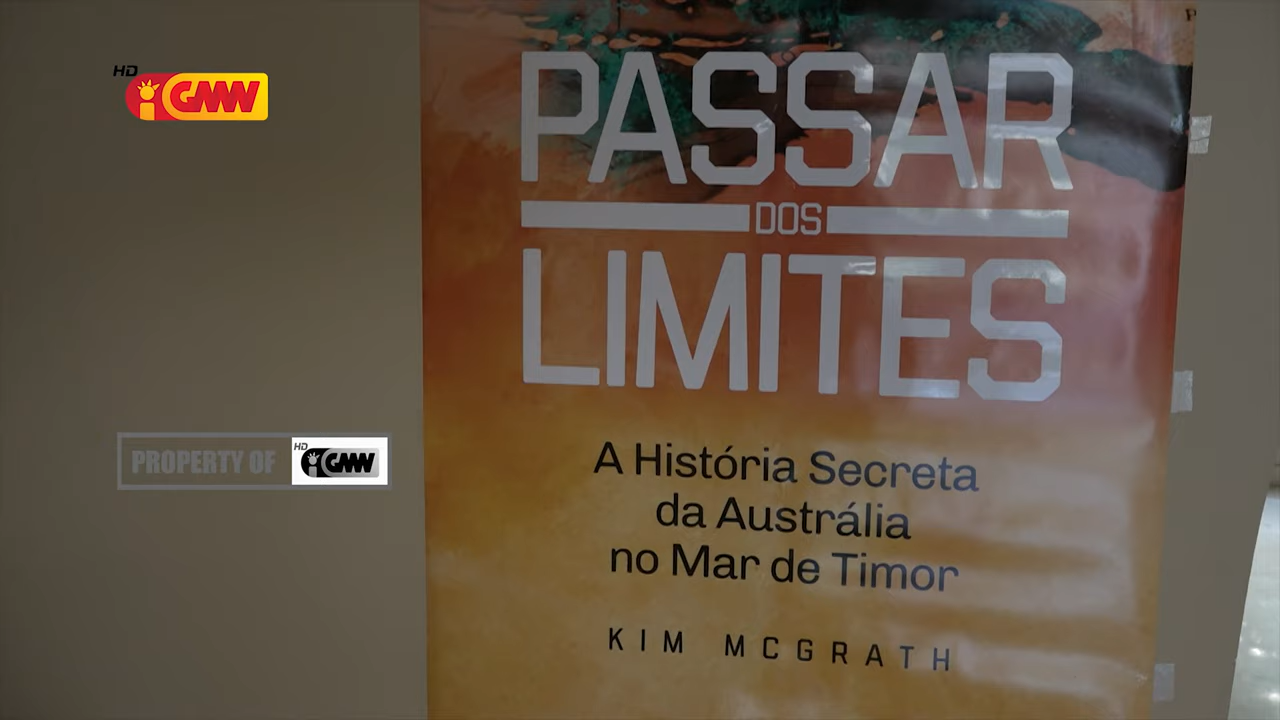 HD
iGMW
PASSAR
DOS
LIMITES
A História Secreta
da Austrália
no Mar de Timor
KIM MCGRATH
PROPERTY OF HD iGMW